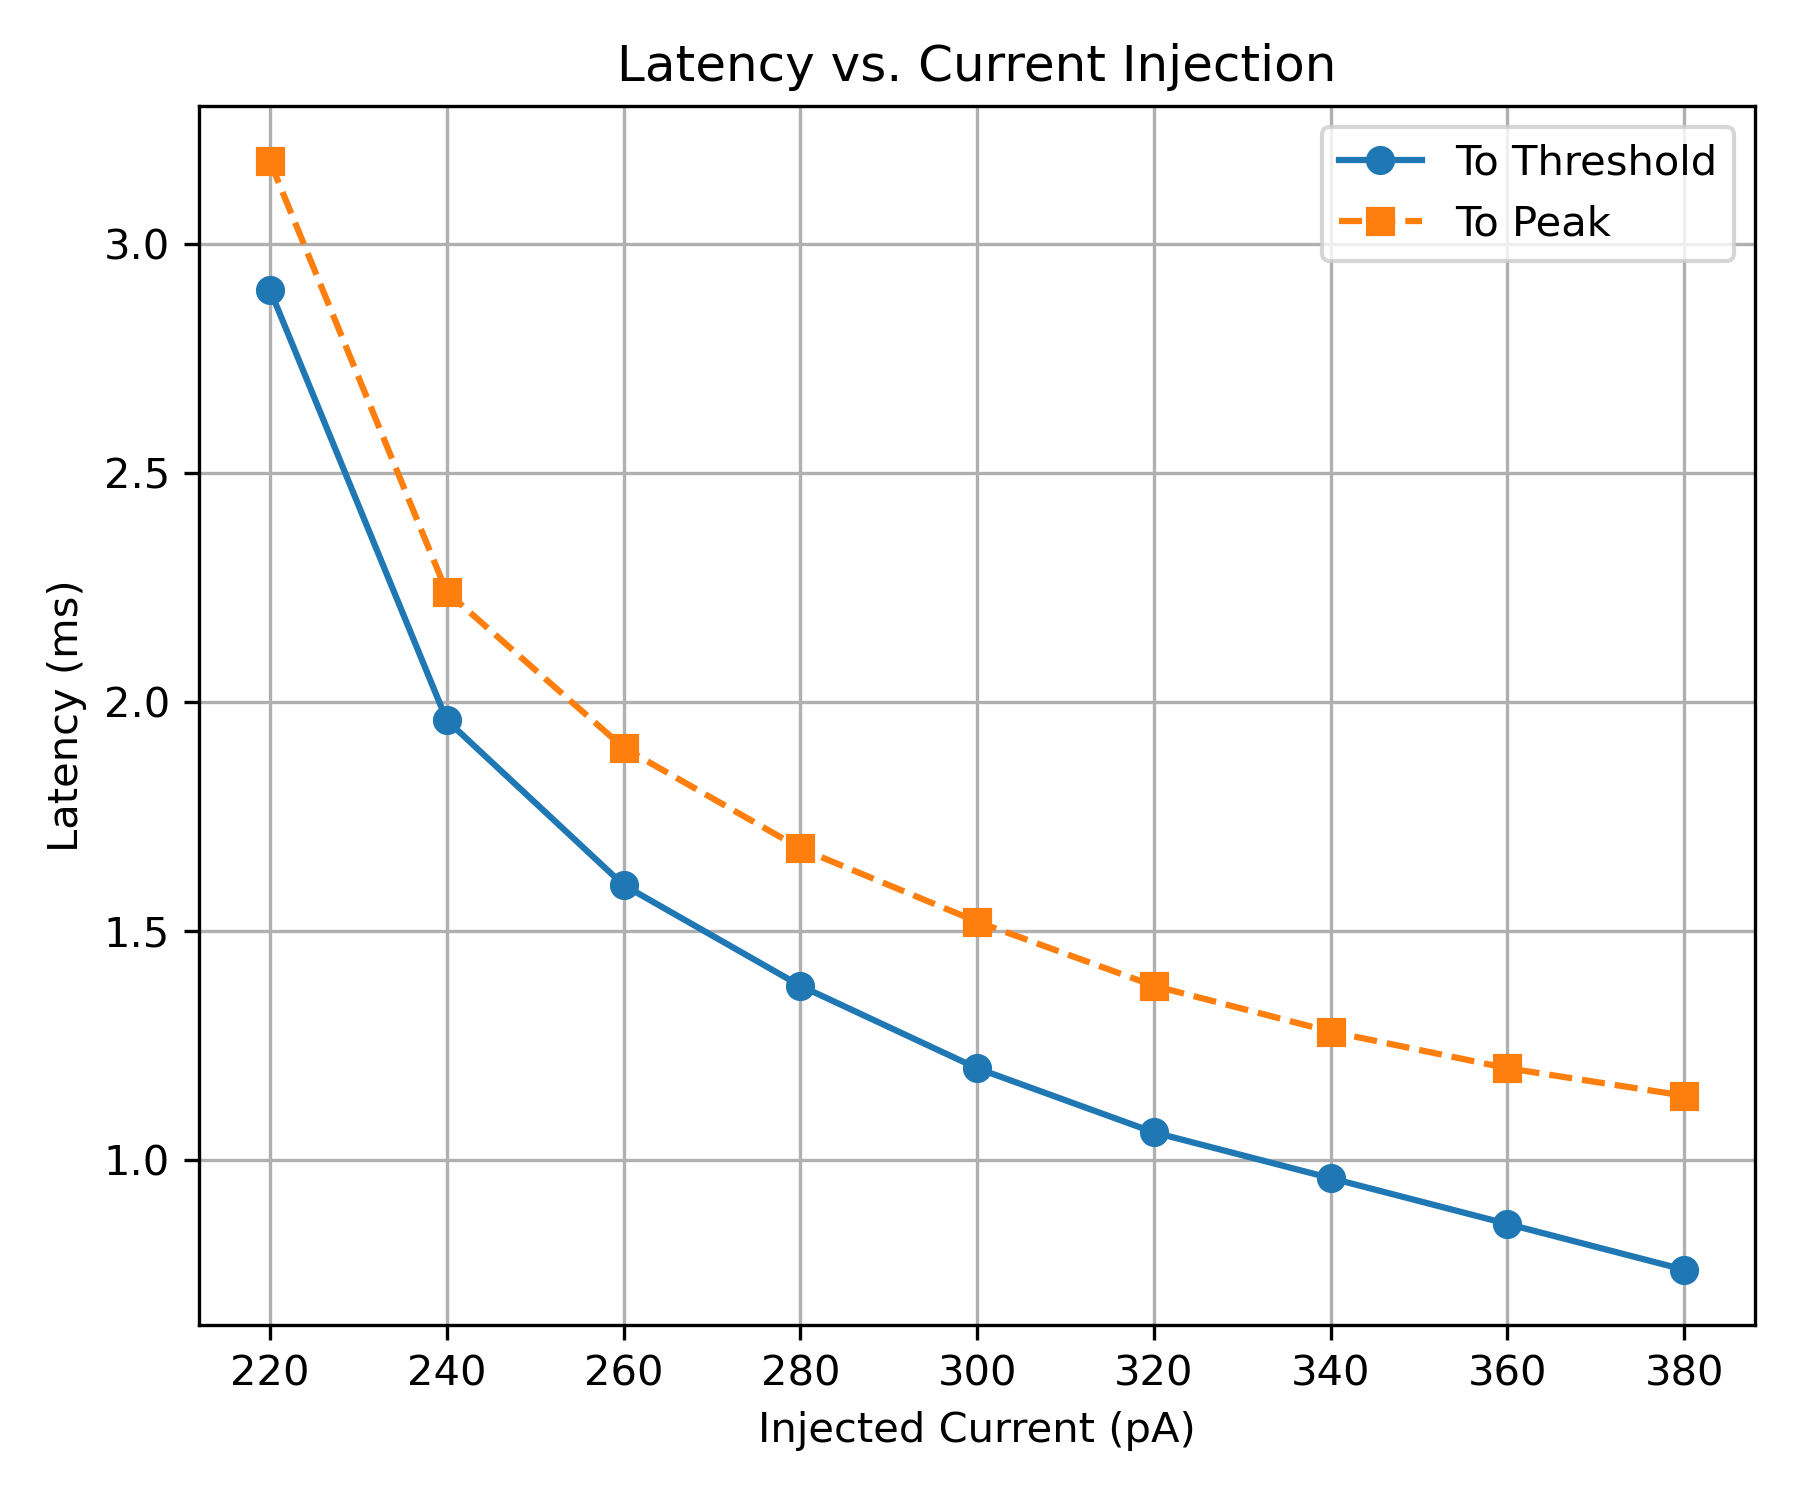 Latency vs. Current Injection
To Threshold
To Peak
3.0
2.5
2.0
1.5
1.0
Latency (ms)
220 240 260 280 300 320 340 360 380
Injected Current (pA)